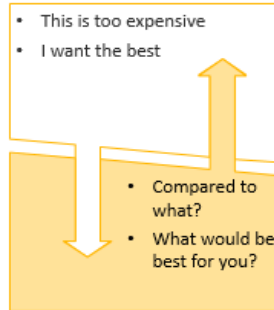 • This is too expensive
• I want the best
• Compared to
what?
• What would be
best for you?